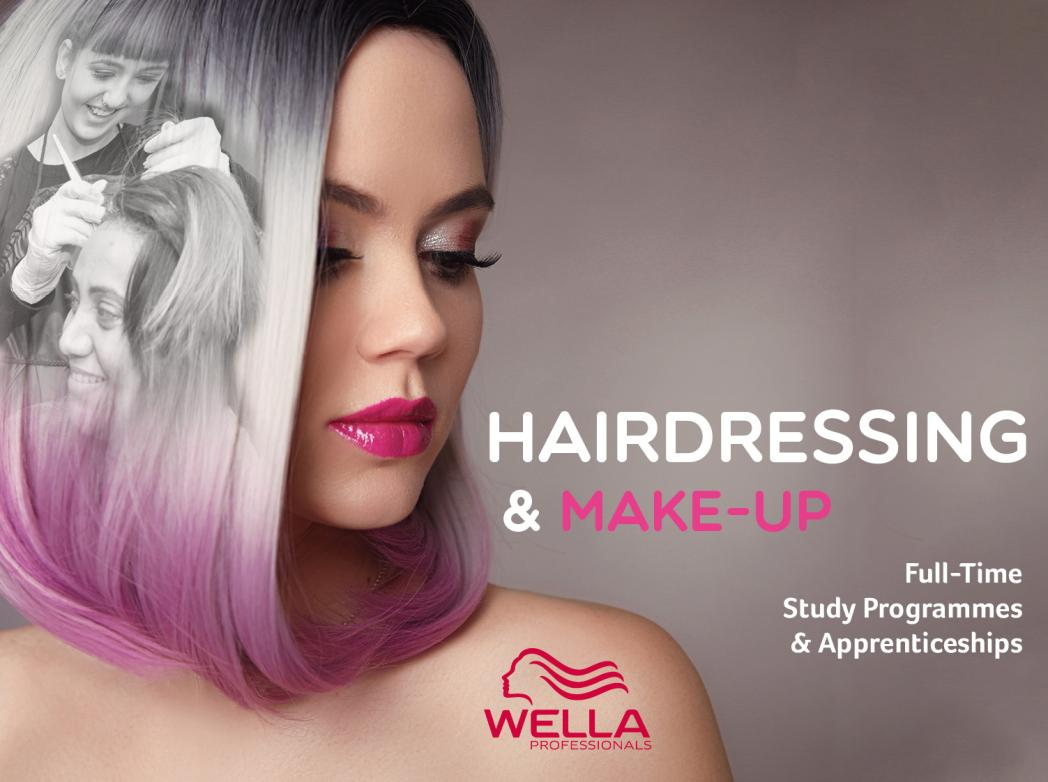 HAIRDRESSING
& MAKE-UP
Full-Time
Study Programmes
& Apprenticeships
WELLA
PROFESSIONALS